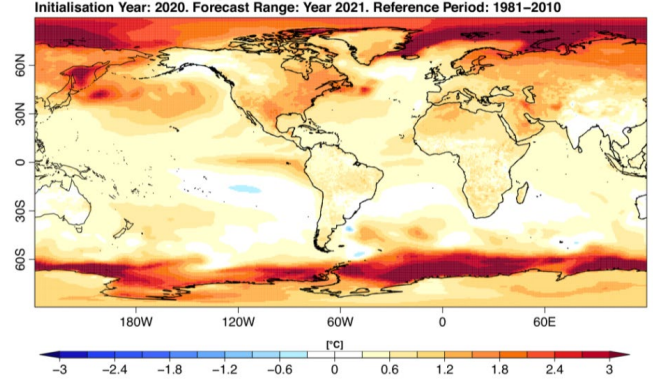 Initialisation Year: 2020. Forecast Range: Year 2021. Reference Period: 1981−2010
60N
30N
0
30S
60S
180W 120W 60W 0 60E
[°C]
−3 −2.4 −1.8 −1.2 −0.6 0 0.6 1.2 1.8 2.4 3